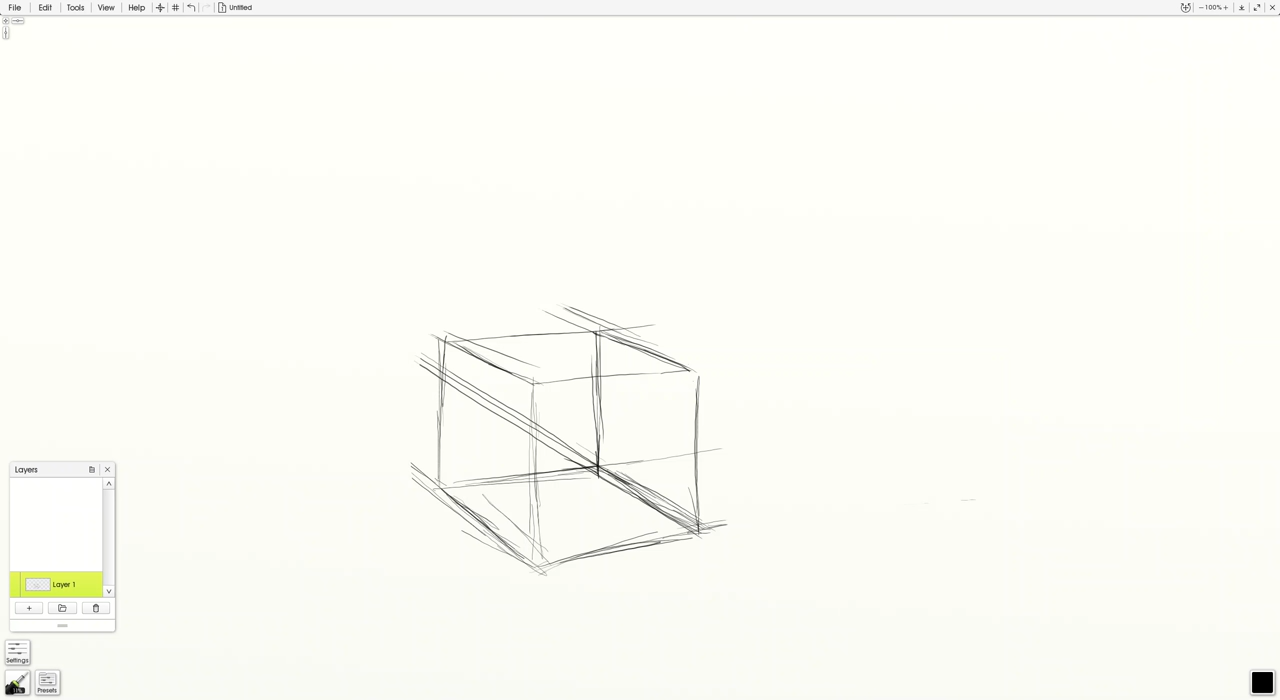 File Edit Tools View Help Untitled −100%+
Layers
Layer 1
Settings
Presets